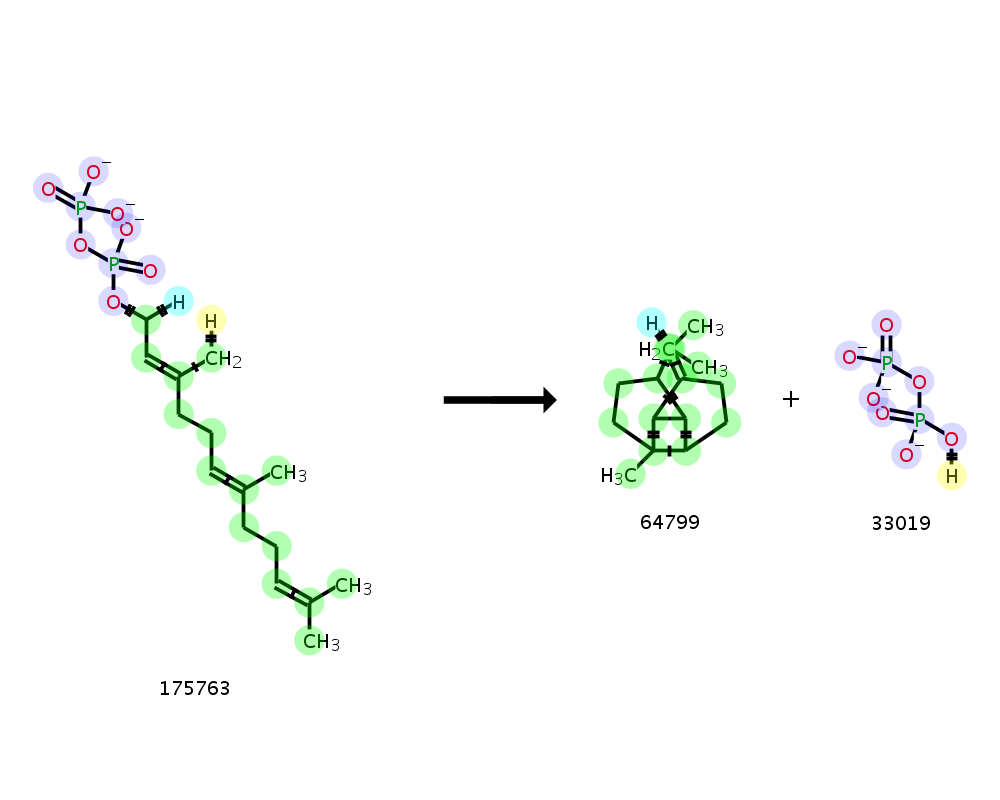 O⁻
O
P
O⁻
O⁻
O
P
O
O
H
H
CH₂
CH₃
CH₃
CH₃
175763
H
CH₃
H₂C
CH₃
H₃C
64799
+
O
O⁻
P
O
O⁻
O
P
O
O⁻
H
33019